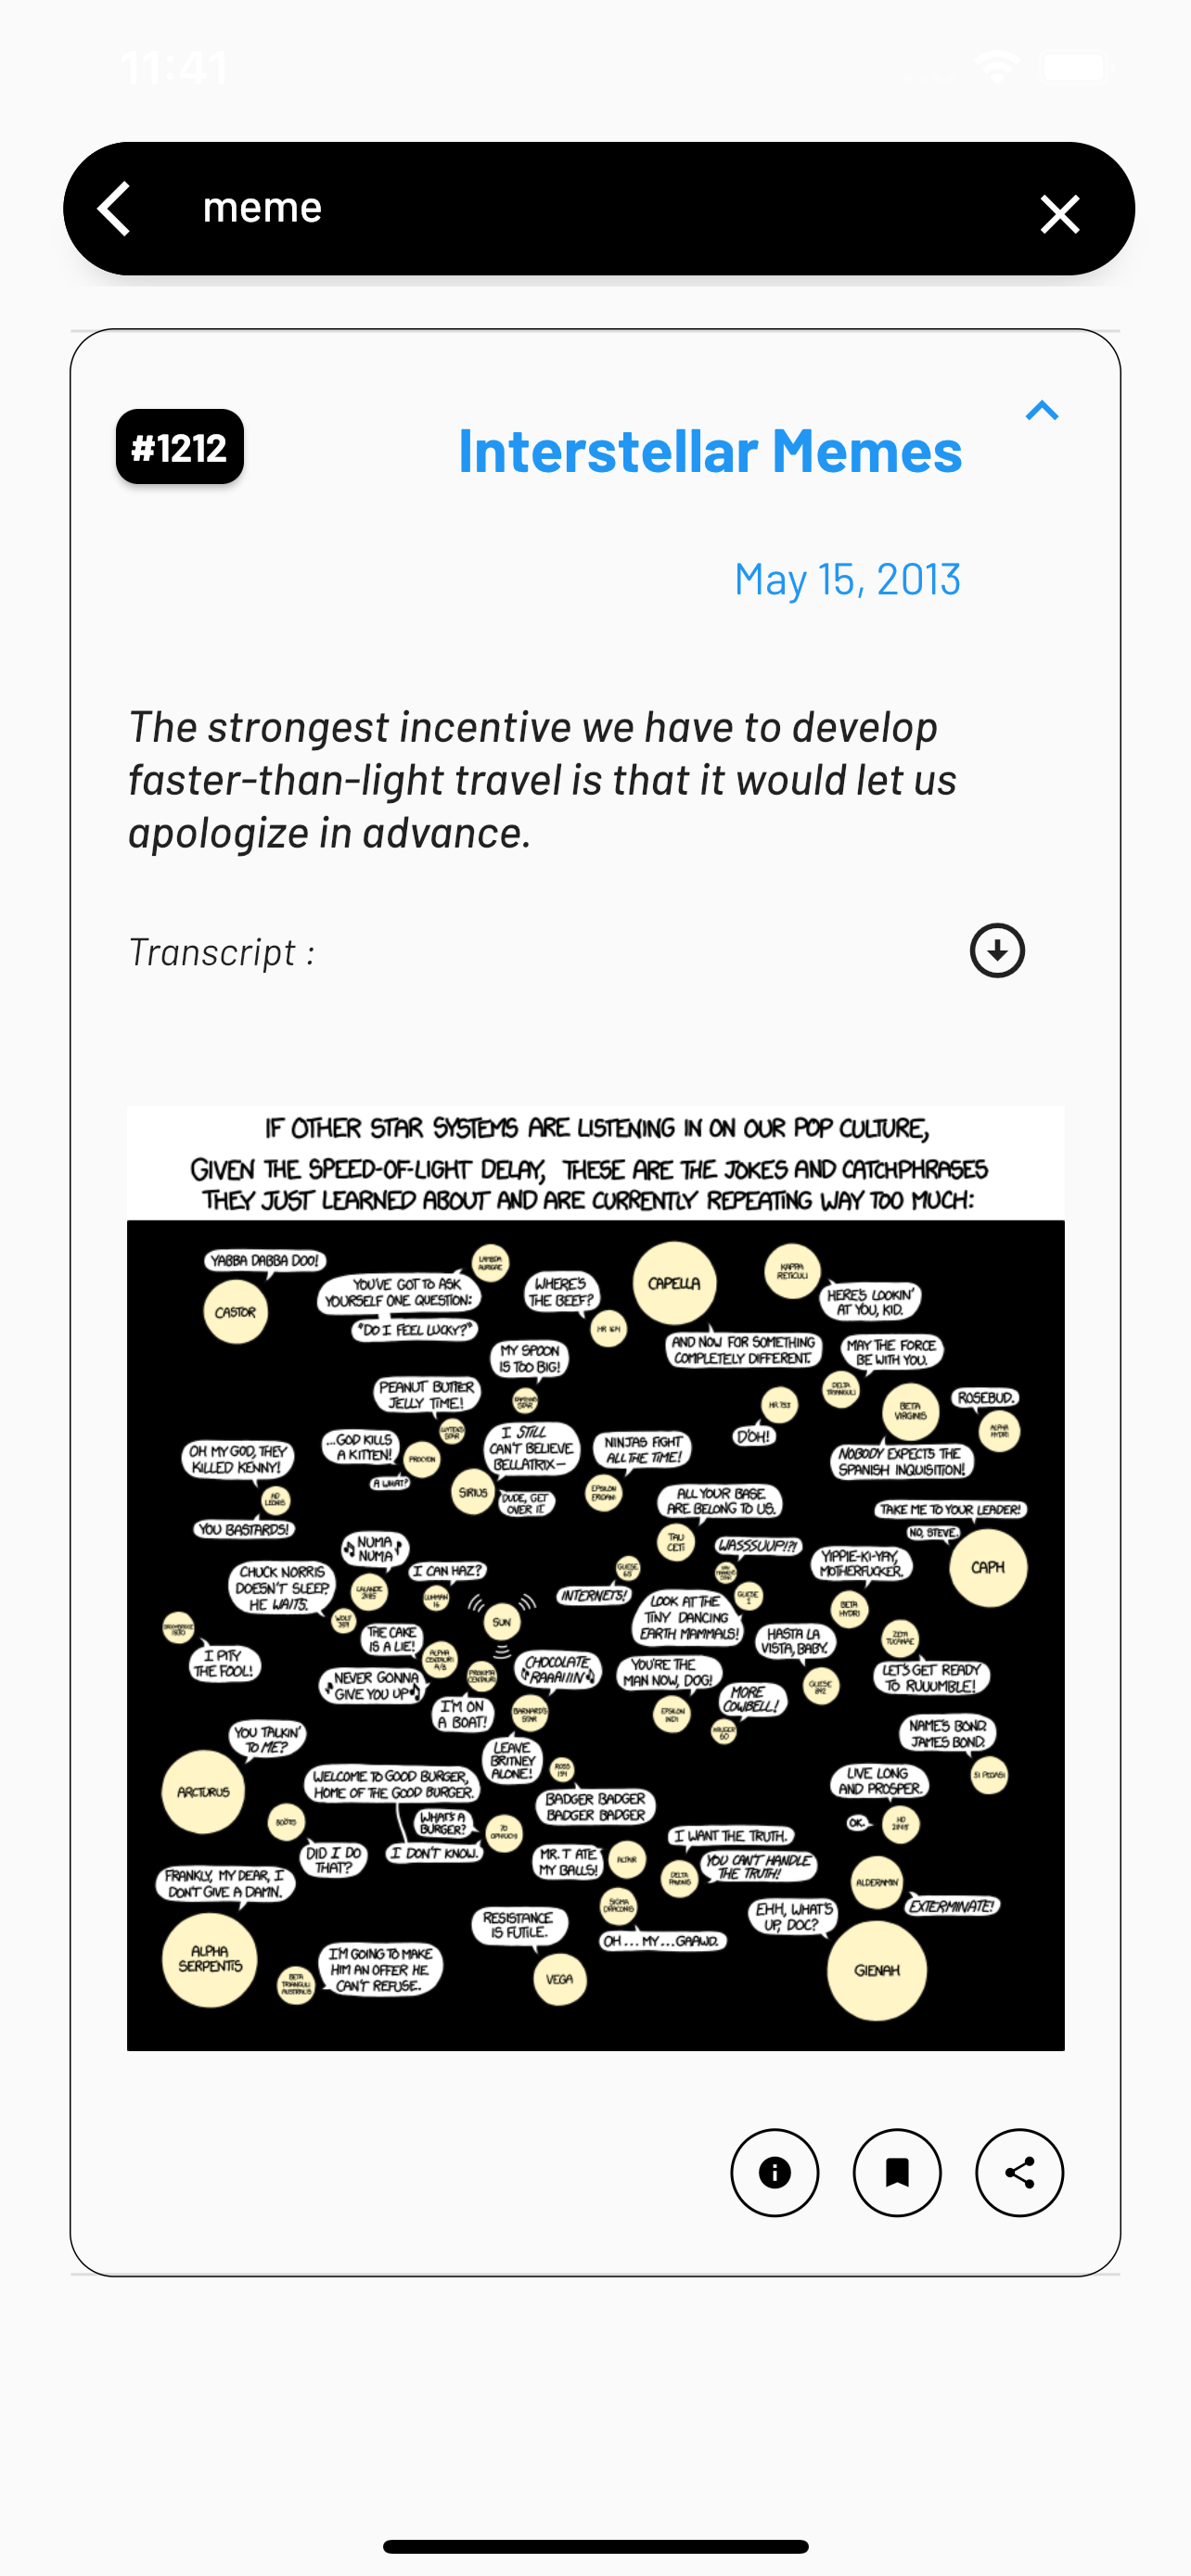 11:41
meme
#1212
Interstellar Memes
May 15, 2013
The strongest incentive we have to develop
faster-than-light travel is that it would let us
apologize in advance.
Transcript :
IF OTHER STAR SYSTEMS ARE LISTENING IN ON OUR POP CULTURE,
GIVEN THE SPEED-OF-LIGHT DELAY, THESE ARE THE JOKES AND CATCHPHRASES
THEY JUST LEARNED ABOUT AND ARE CURRENTLY REPEATING WAY TOO MUCH:
YABBA DABBA DOO!
CASTOR
LAMBDA
AURIGAE
YOU'VE GOT TO ASK
YOURSELF ONE QUESTION:
"DO I FEEL LUCKY?"
WHERE'S
THE BEEF?
HR 1614
CAPELLA
AND NOW FOR SOMETHING
COMPLETELY DIFFERENT.
KAPPA
RETICULI
HERE'S LOOKIN'
AT YOU, KID.
MAY THE FORCE
BE WITH YOU.
DELTA
TRIANGULI
MY SPOON
IS TOO BIG!
PEANUT BUTTER
JELLY TIME!
LUYTEN'S
STAR
HR 753
D'OH!
BETA
VIRGINIS
NOBODY EXPECTS THE
SPANISH INQUISITION!
ROSEBUD.
ALPHA
HYDRI
OH MY GOD, THEY
KILLED KENNY!
AD
LEONIS
YOU BASTARDS!
...GOD KILLS
A KITTEN!
PROCYON
A WHAT?
I STILL
CAN'T BELIEVE
BELLATRIX—
SIRIUS
DUDE, GET
OVER IT.
NINJAS FIGHT
ALL THE TIME!
EPSILON
ERIDANI
ALL YOUR BASE
ARE BELONG TO US.
TAU
CETI
TAKE ME TO YOUR LEADER!
NO, STEVE.
CAPH
NUMA
NUMA
LALANDE
21185
CHUCK NORRIS
DOESN'T SLEEP.
HE WAITS.
WOLF
359
I CAN HAZ?
LUHMAN
16
SUN
GLIESE
65
INTERNETS!
WASSSUUP!?!
GLIESE
1
LOOK AT THE
TINY DANCING
EARTH MAMMALS!
YIPPIE-KI-YAY,
MOTHERFUCKER.
BETA
HYDRI
I PITY
THE FOOL!
THE CAKE
IS A LIE!
ALPHA
CENTAURI
A/B
PROXIMA
CENTAURI
NEVER GONNA
GIVE YOU UP
I'M ON
A BOAT!
CHOCOLATE
RAAAIIIN
BARNARD'S
STAR
YOU'RE THE
MAN NOW, DOG!
EPSILON
INDI
HASTA LA
VISTA, BABY.
GLIESE
892
MORE
COWBELL!
KRUGER
60
ZETA
TUCANAE
LET'S GET READY
TO RUUUMBLE!
YOU TALKIN'
TO ME?
ARCTURUS
LEAVE
BRITNEY
ALONE!
ROSS
154
NAME'S BOND.
JAMES BOND.
51 PEGASI
WELCOME TO GOOD BURGER,
HOME OF THE GOOD BURGER.
WHAT'S A
BURGER?
70
OPHIUCHI
I DON'T KNOW.
BADGER BADGER
BADGER BADGER
LIVE LONG
AND PROSPER.
OK.
HD
DID I DO
THAT?
MR. T ATE
MY BALLS!
ALTAIR
I WANT THE TRUTH.
YOU CAN'T HANDLE
THE TRUTH!
DELTA
PAVONIS
FRANKLY, MY DEAR, I
DON'T GIVE A DAMN.
ALPHA
SERPENTIS
SIGMA
DRACONIS
OH...MY...GAAWD.
ALDERAMIN
EXTERMINATE!
RESISTANCE
IS FUTILE.
VEGA
EHH, WHAT'S
UP, DOC?
GIENAH
BETA
TRIANGULI
AUSTRALIS
I'M GOING TO MAKE
HIM AN OFFER HE
CAN'T REFUSE.